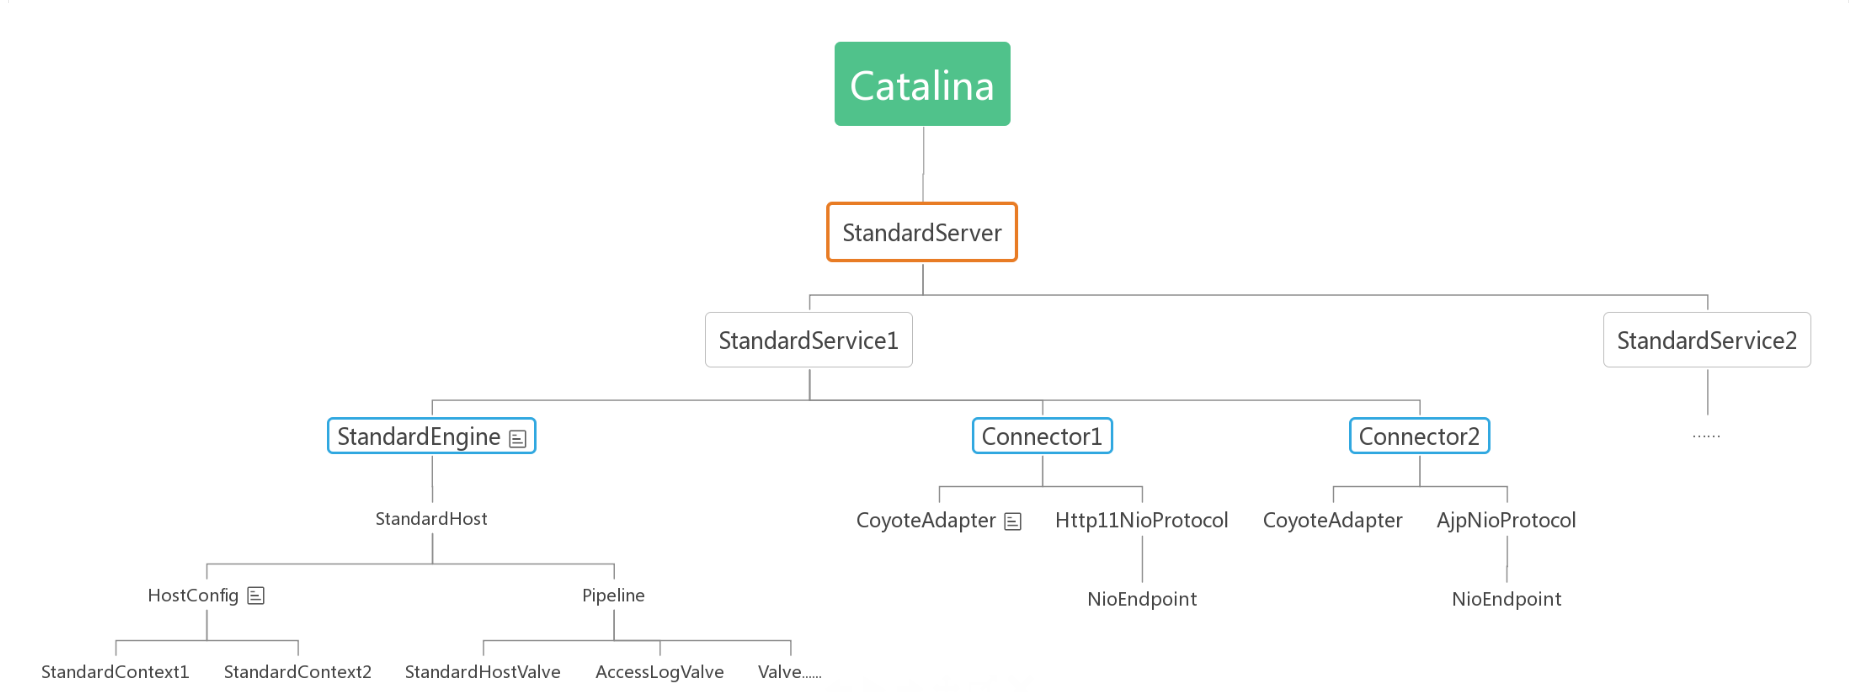 Catalina
StandardServer
StandardService1
StandardService2
StandardEngine
Connector1
Connector2
......
StandardHost
CoyoteAdapter
Http11NioProtocol
CoyoteAdapter
AjpNioProtocol
HostConfig
Pipeline
NioEndpoint
NioEndpoint
StandardContext1
StandardContext2
StandardHostValve
AccessLogValve
Valve......